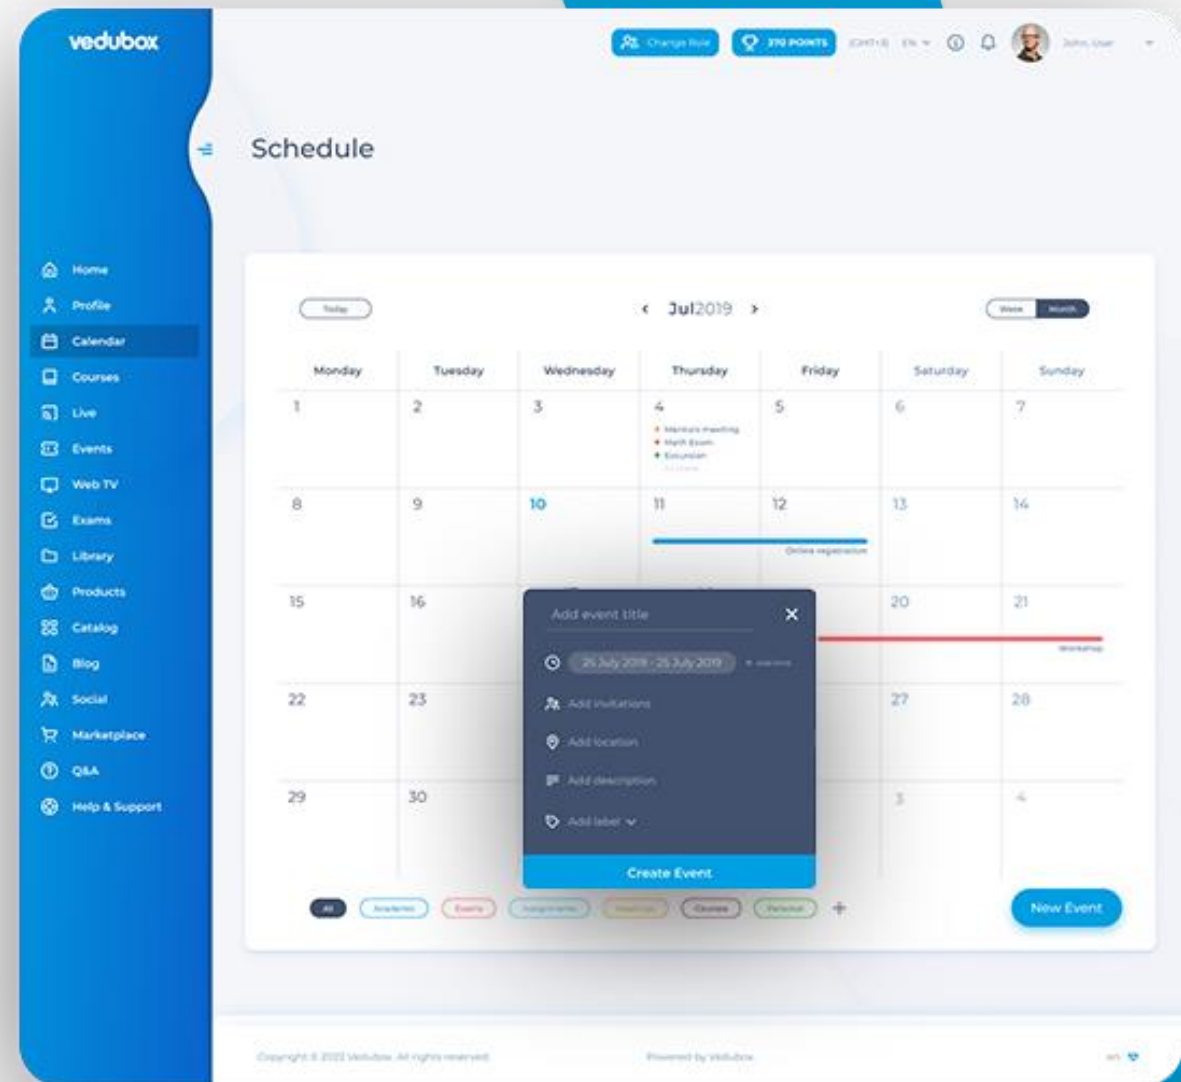 vedubox
Change Role
370 POINTS
(GMT+3)
EN
John, User
Schedule
Home
Profile
Calendar
Courses
Live
Events
Web TV
Exams
Library
Products
Catalog
Blog
Social
Marketplace
Q&A
Help & Support
Today
Jul2019
Week
Month
Monday Tuesday Wednesday Thursday Friday Saturday Sunday
1 2 3 4 5 6 7
Mentors meeting
Math Exam
Excursion
8 9 10 11 12 13 14
Online registration
15 16 20 21
Workshop
22 23 27 28
29 30 3 4
Add event title
25 July 2019
Add invitations
Add location
Add description
Add label
Create Event
All
Academic
Exams
Assignments
Courses
Personal
New Event
Copyright © 2022 Vedubox. All rights reserved.
Powered by Vedubox